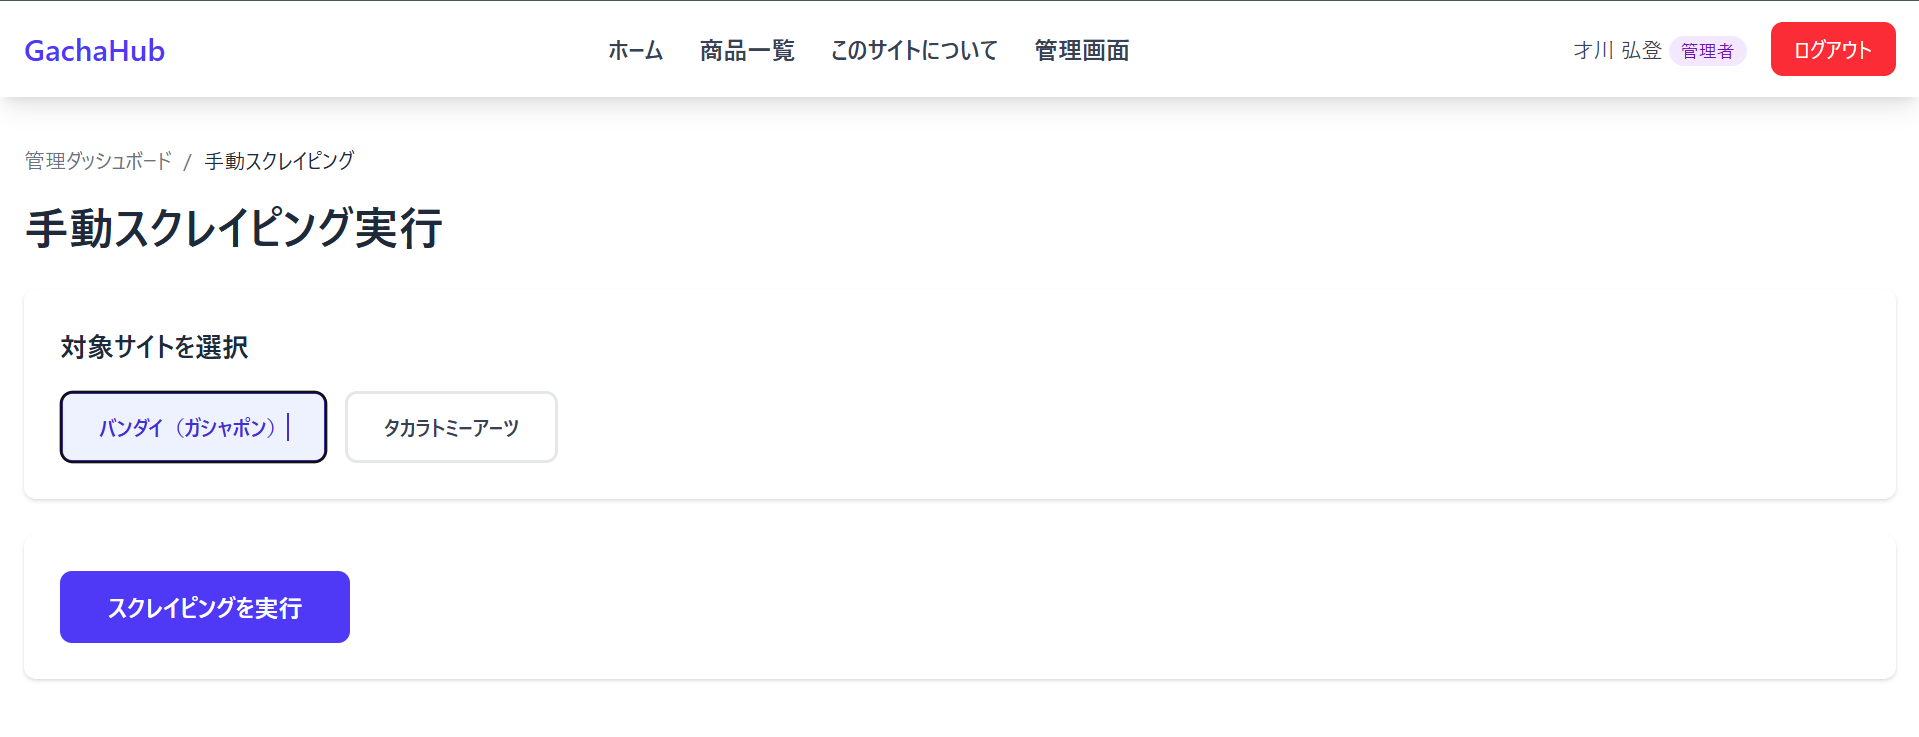 GachaHub
ホーム 商品一覧 このサイトについて 管理画面
才川 弘登 管理者 ログアウト
管理ダッシュボード / 手動スクレイピング
手動スクレイピング実行
対象サイトを選択
バンダイ（ガシャポン） タカラトミーアーツ
スクレイピングを実行